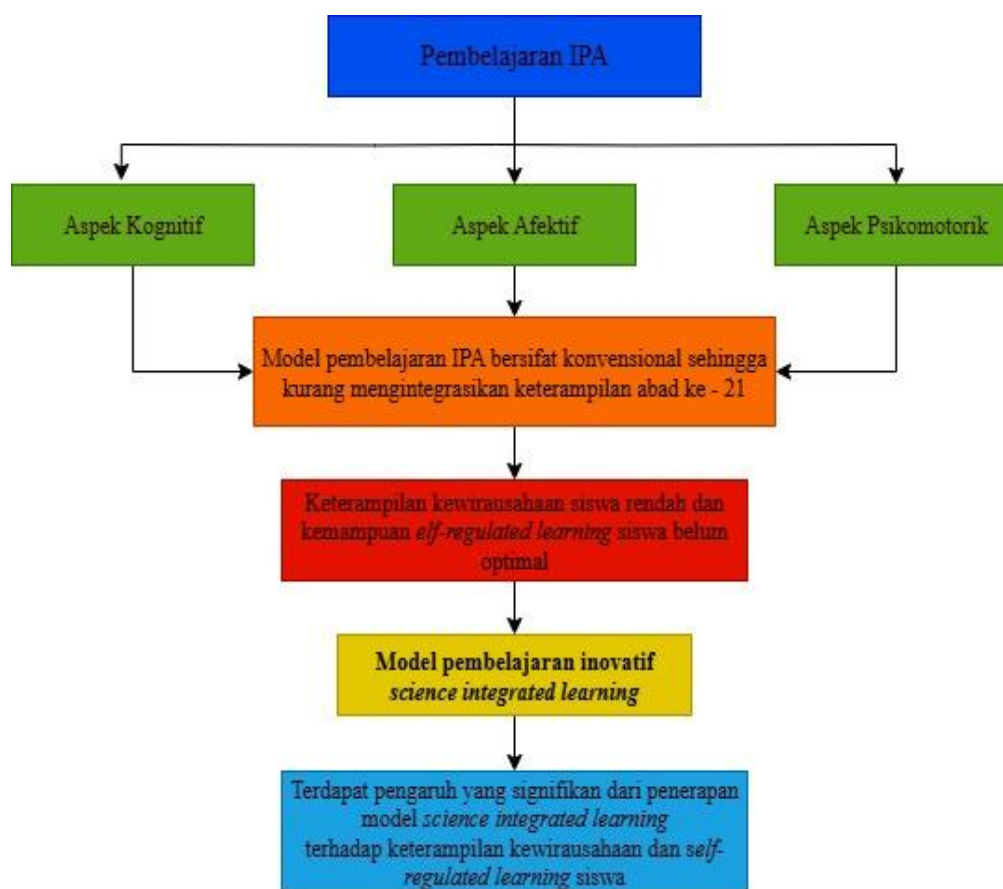 Pembelajaran IPA
Aspek Kognitif
Aspek Afektif
Aspek Psikomotorik
Model pembelajaran IPA bersifat konvensional sehingga
kurang mengintegrasikan keterampilan abad ke - 21
Keterampilan kewirausahaan siswa rendah dan
kemampuan elf-regulated learning siswa belum
optimal
Model pembelajaran inovatif
science integrated learning
Terdapat pengaruh yang signifikan dari penerapan
model science integrated learning
terhadap keterampilan kewirausahaan dan self-
regulated learning siswa